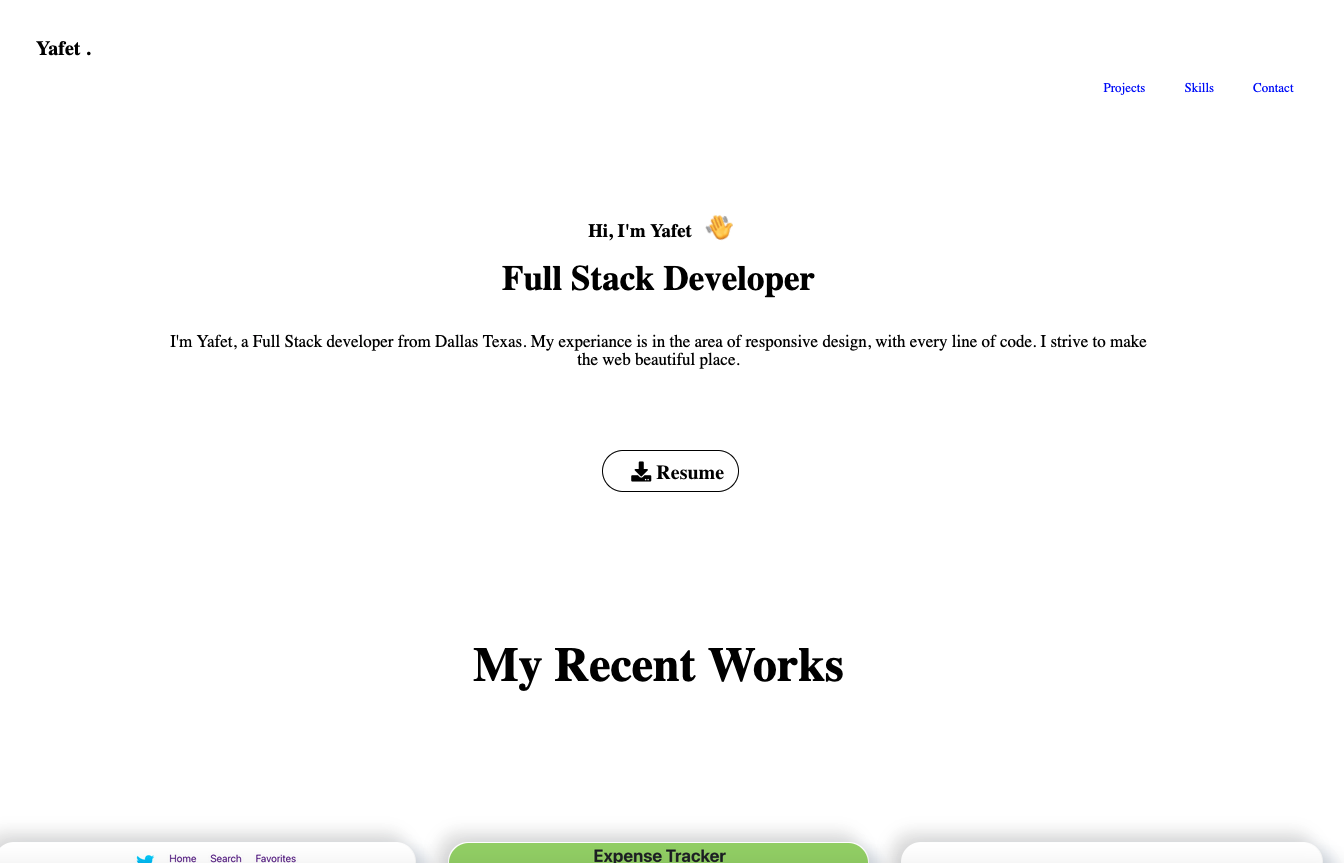 Yafet .
Projects Skills Contact
Hi, I'm Yafet
Full Stack Developer
I'm Yafet, a Full Stack developer from Dallas Texas. My experiance is in the area of responsive design, with every line of code. I strive to make
the web beautiful place.
Resume
My Recent Works
Home Search Favorites
Expense Tracker